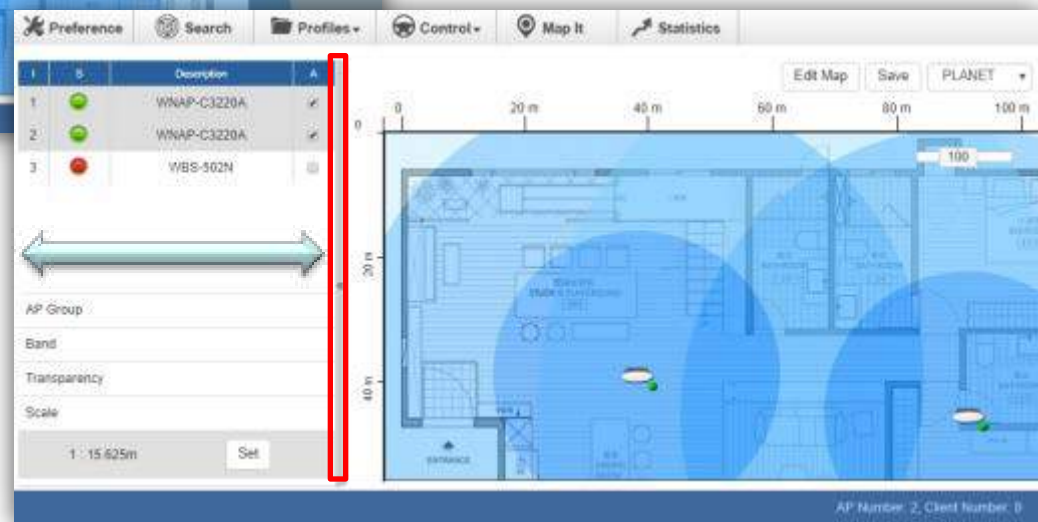 Preference Search Profiles Control Map It Statistics
I S Description A
1 WNAP-C3220A
2 WNAP-C3220A
3 WBS-502N
Edit Map Save PLANET
0 20 m 40 m 60 m 80 m 100 m
0
100
20 m
40 m
AP Group
Band
Transparency
Scale
1 : 15.625m Set
ENTRANCE
AP Number: 2, Client Number: 0